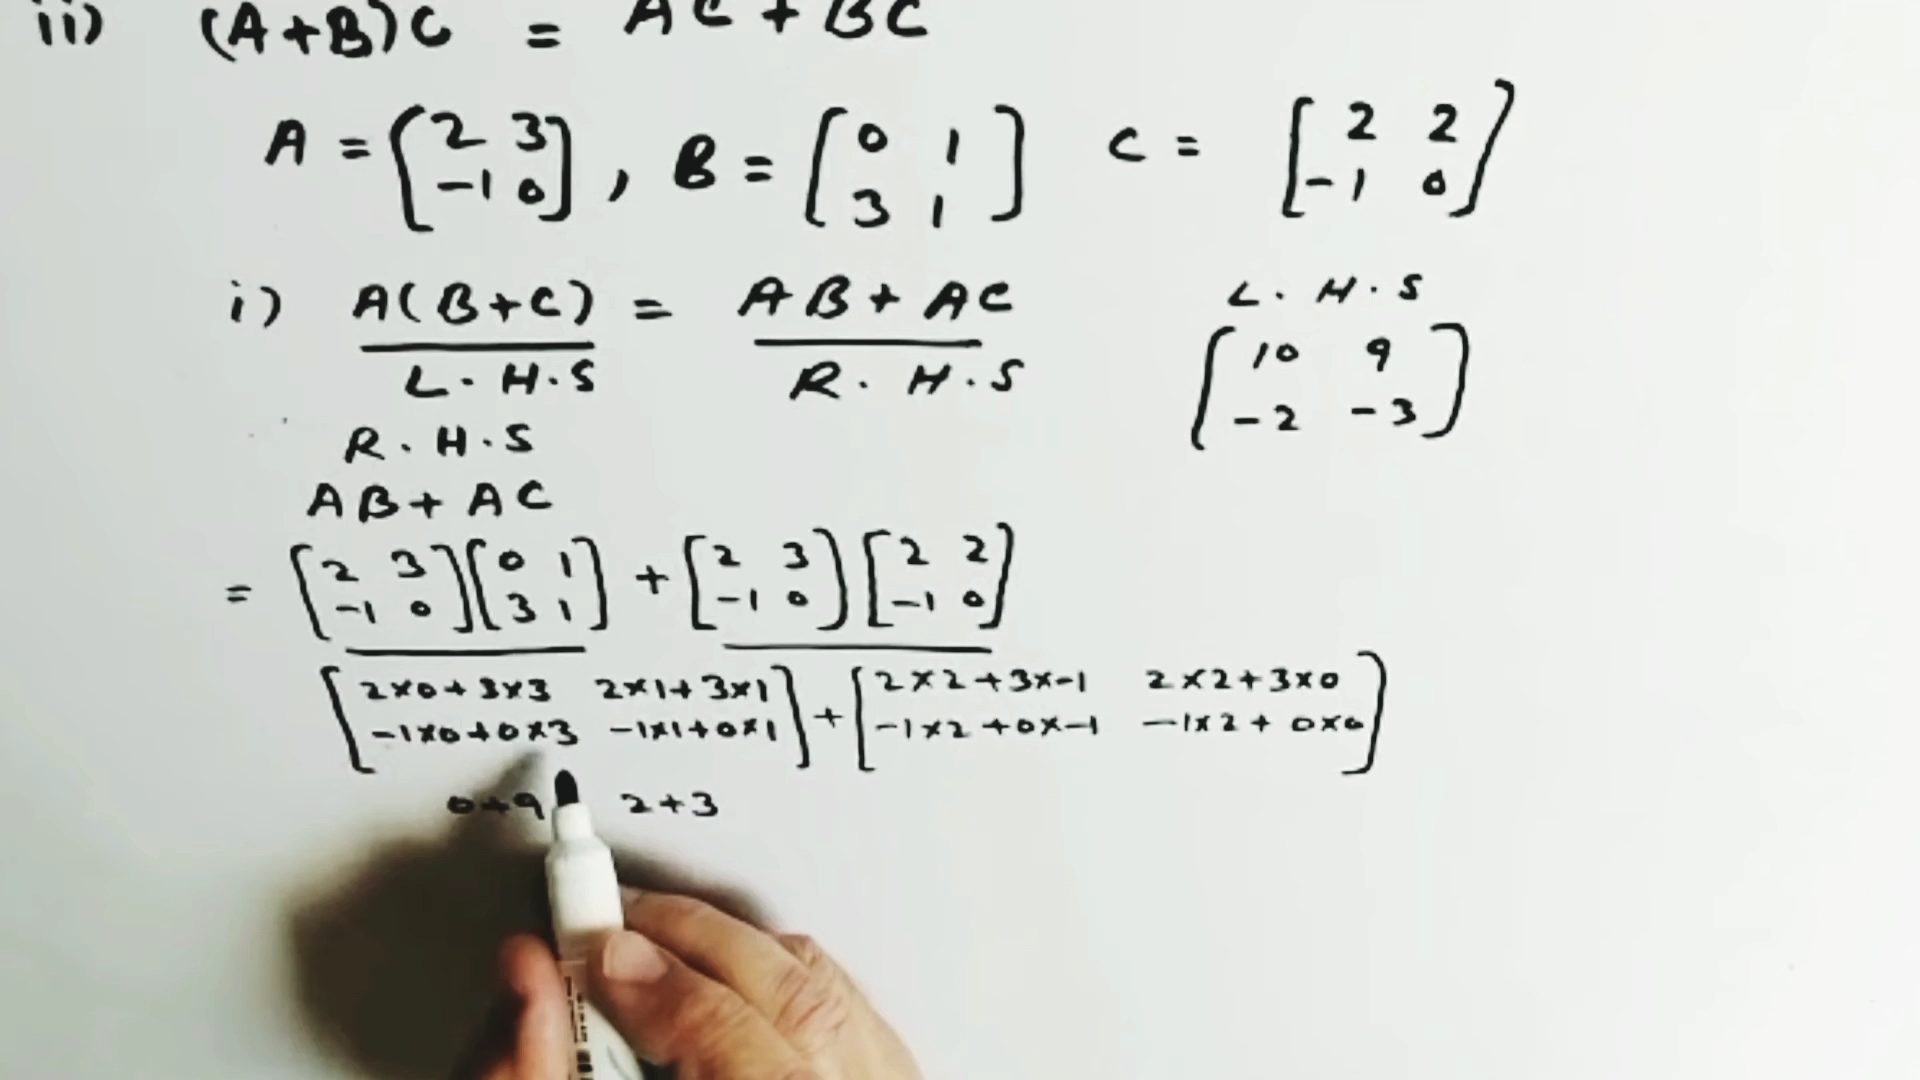 ii) (A+B)C = AC + BC
A = [2 3 -1 0], B = [0 1 3 1] C = [2 2 -1 0]
i) A(B+C) = AB + AC
L.H.S R.H.S
L.H.S
[10 9 -2 -3]
R.H.S
AB + AC
= [2 3 -1 0][0 1 3 1] + [2 3 -1 0][2 2 -1 0]
[2×0+3×3 2×1+3×1 -1×0+0×3 -1×1+0×1] + [2×2+3×-1 2×2+3×0 -1×2+0×-1 -1×2+0×0]
0+9 2+3